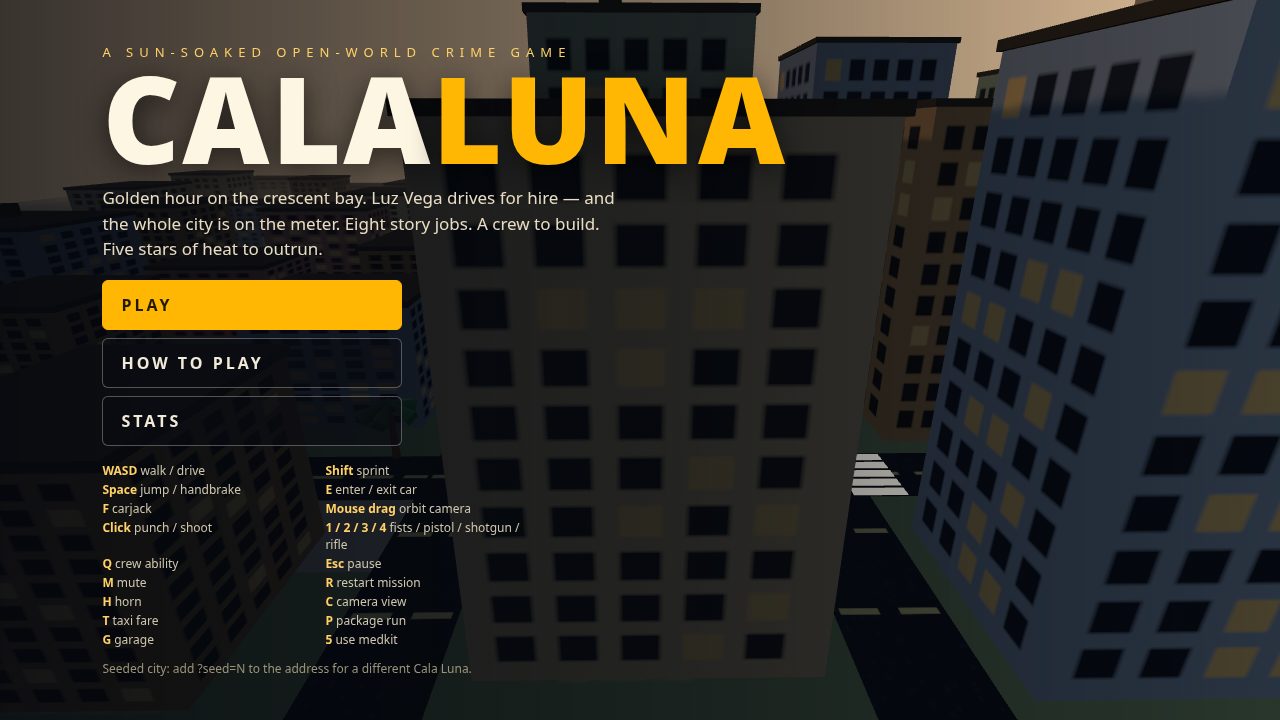 A SUN-SOAKED OPEN-WORLD CRIME GAME
CALALUNA
Golden hour on the crescent bay. Luz Vega drives for hire — and
the whole city is on the meter. Eight story jobs. A crew to build.
Five stars of heat to outrun.
PLAY
HOW TO PLAY
STATS
WASD walk / drive
Shift sprint
Space jump / handbrake
E enter / exit car
F carjack
Mouse drag orbit camera
Click punch / shoot
1 / 2 / 3 / 4 fists / pistol / shotgun /
rifle
Q crew ability
Esc pause
M mute
R restart mission
H horn
C camera view
T taxi fare
P package run
G garage
5 use medkit
Seeded city: add ?seed=N to the address for a different Cala Luna.